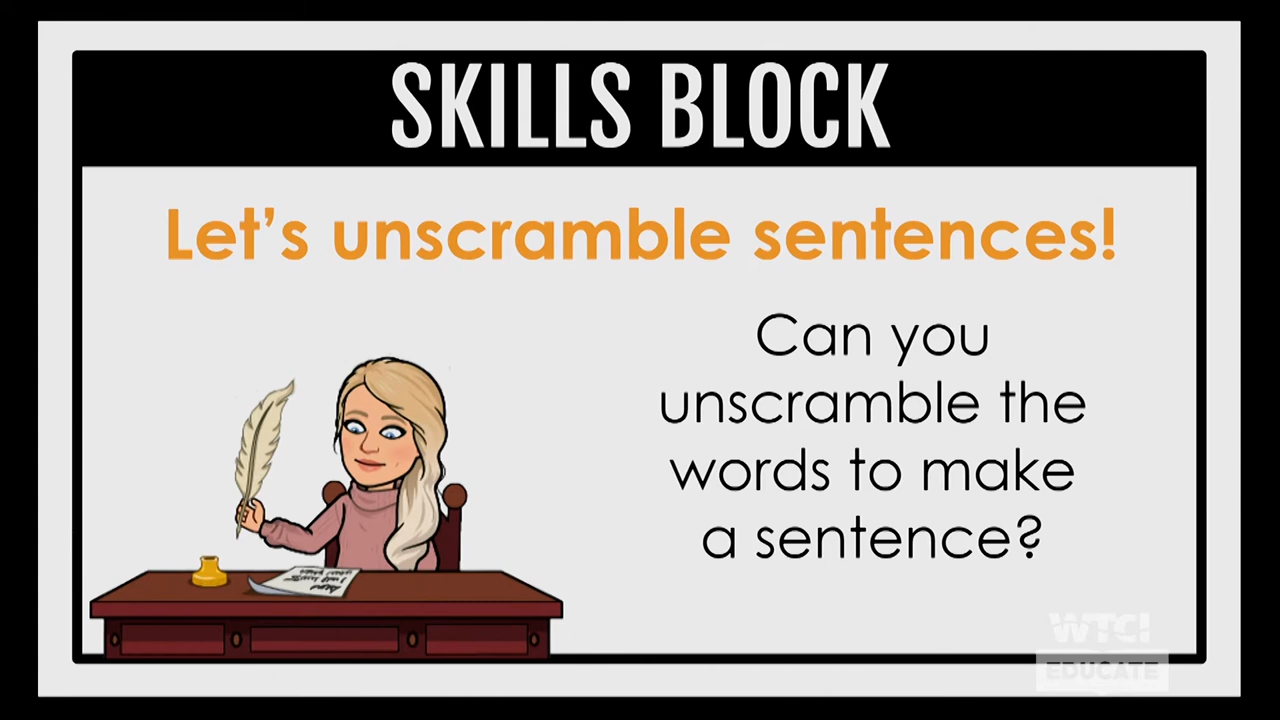 SKILLS BLOCK
Let's unscramble sentences!
Can you
unscramble the
words to make
a sentence?
WTCI
EDUCATE